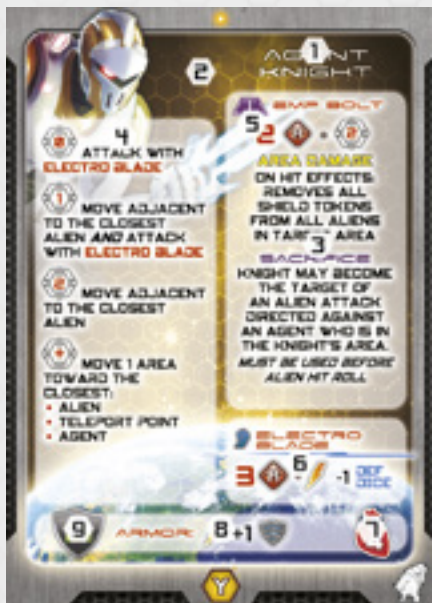 1
AGENT
KNIGHT
2
0 4
ATTACK WITH
ELECTRO BLADE
1 MOVE ADJACENT
TO THE CLOSEST
ALIEN AND ATTACK
WITH ELECTRO BLADE
2 MOVE ADJACENT
TO THE CLOSEST
ALIEN
+ MOVE 1 AREA
TOWARD THE
CLOSEST:
• ALIEN
• TELEPORT POINT
• AGENT
EMP BOLT
5 2 - 2
AREA DAMAGE
ON HIT EFFECTS:
REMOVES ALL
SHIELD TOKENS
FROM ALL ALIENS
IN TARGET AREA
3
SACRIFICE
KNIGHT MAY BECOME
THE TARGET OF
AN ALIEN ATTACK
DIRECTED AGAINST
AN AGENT WHO IS IN
THE KNIGHT'S AREA.
MUST BE USED BEFORE
ALIEN HIT ROLL
ELECTRO
BLADE
3 6 - -1 DEF
DICE
9 ARMOR: 8 +1 7
Y